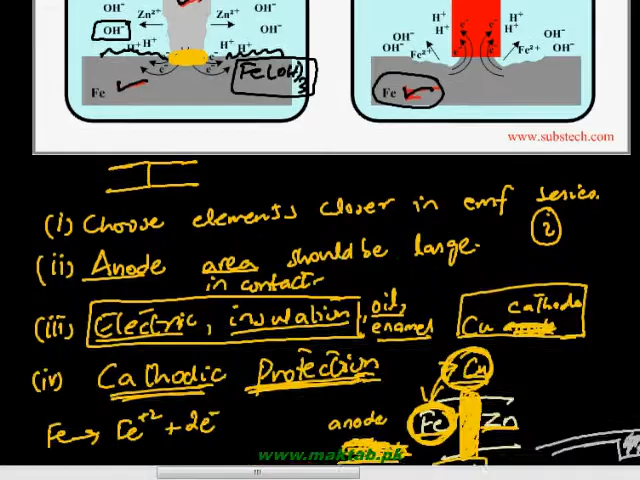 OH⁻ Zn²⁺ Zn²⁺ OH⁻
OH⁻ OH⁻
H⁺ H⁺ H⁺ H⁺
e⁻ e⁻
Fe Fe(OH)3
H⁺ H⁺
OH⁻ H⁺ e⁻ e⁻ H⁺ OH⁻
OH⁻ Fe²⁺ Fe²⁺ OH⁻
Fe
www.substech.com
(i) Choose elements closer in emf series.
i
(ii) Anode area should be large.
in contact
(iii) Electric, insulation, oil,
enamel
cathode
Cu
(iv) Cathodic Protection
Cu
Fe → Fe⁺² + 2e⁻
anode Fe Zn
www.maktab.pk